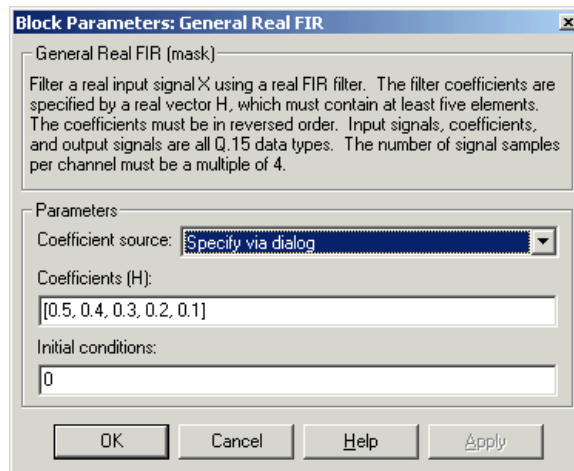 Block Parameters: General Real FIR
General Real FIR (mask)
Filter a real input signal X using a real FIR filter. The filter coefficients are
specified by a real vector H, which must contain at least five elements.
The coefficients must be in reversed order. Input signals, coefficients,
and output signals are all Q.15 data types. The number of signal samples
per channel must be a multiple of 4.
Parameters
Coefficient source: Specify via dialog
Coefficients (H):
[0.5, 0.4, 0.3, 0.2, 0.1]
Initial conditions:
0
OK Cancel Help Apply